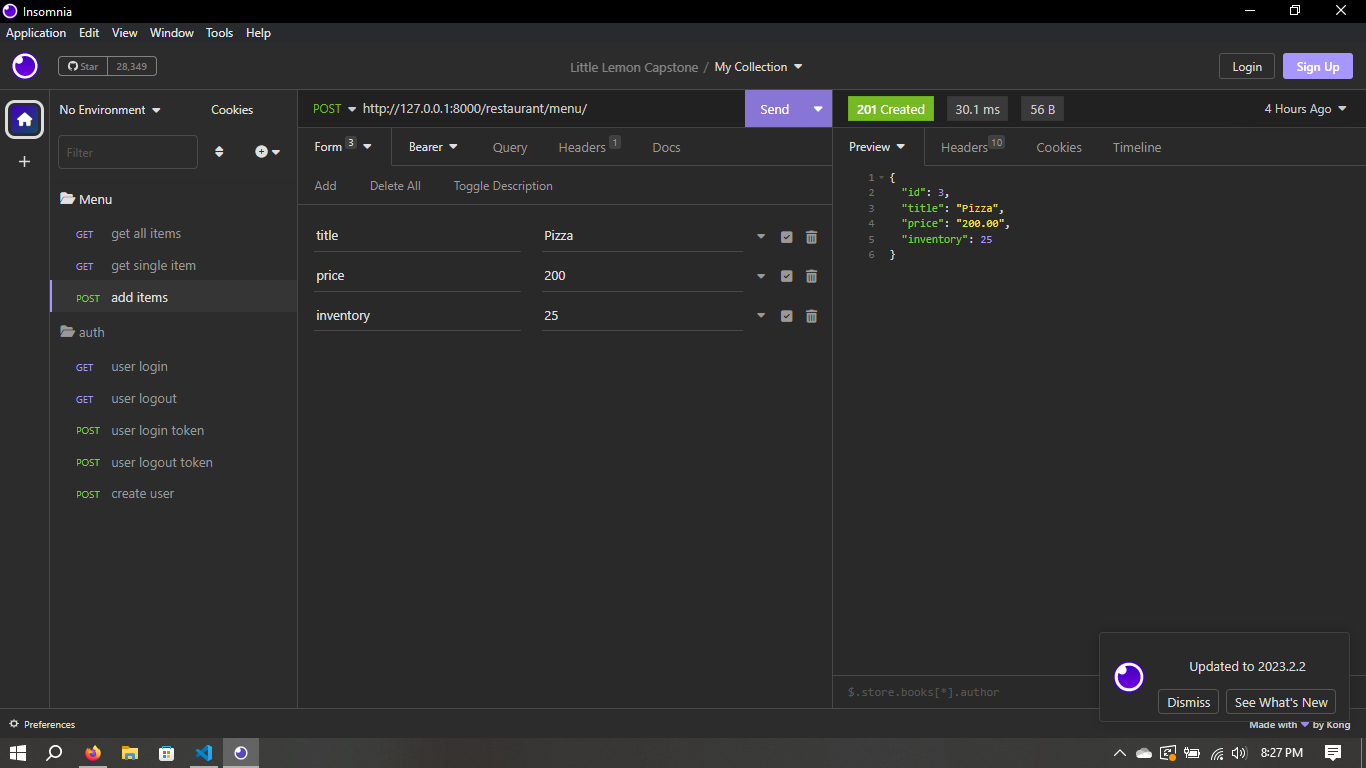 Insomnia
Application Edit View Window Tools Help
Star 28,349
Little Lemon Capstone / My Collection
Login Sign Up
No Environment Cookies
Filter
Menu
GET get all items
GET get single item
POST add items
auth
GET user login
GET user logout
POST user login token
POST user logout token
POST create user
POST http://127.0.0.1:8000/restaurant/menu/ Send
Form 3 Bearer Query Headers 1 Docs
Add Delete All Toggle Description
title Pizza
price 200
inventory 25
201 Created 30.1 ms 56 B 4 Hours Ago
Preview Headers 10 Cookies Timeline
1 {
2 "id": 3,
3 "title": "Pizza",
4 "price": "200.00",
5 "inventory": 25
6 }
$.store.books[*].author
Updated to 2023.2.2
Dismiss See What's New
Preferences
Made with by Kong
8:27 PM